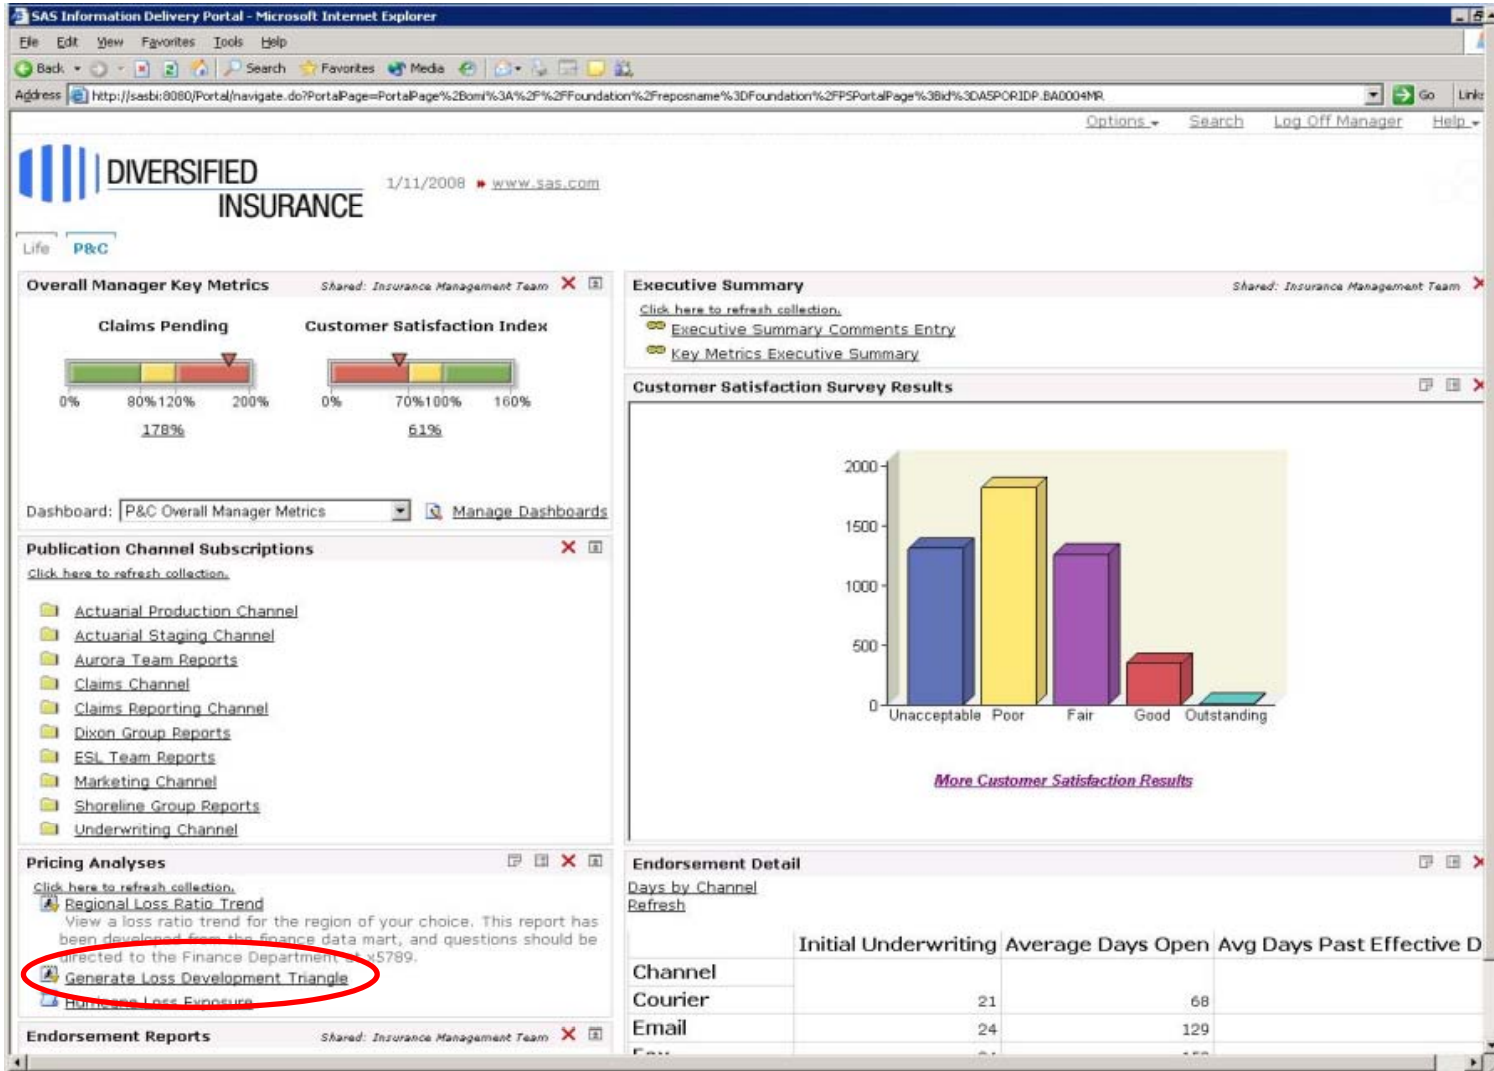 SAS Information Delivery Portal - Microsoft Internet Explorer
File Edit View Favorites Tools Help
Back Search Favorites Media
Address http://sasbi:8080/Portal/navigate.do?PortalPage=PortalPage%2Bomi%3A%2F%2FFoundation%2Freposname%3DFoundation%2FPSPortalPage%3Bid%3DA5PORIDP.BA0004MR Go Links
Options Search Log Off Manager Help
DIVERSIFIED
INSURANCE
1/11/2008 www.sas.com
Life P&C
Overall Manager Key Metrics Shared: Insurance Management Team
Claims Pending Customer Satisfaction Index
0% 80% 120% 200% 0% 70% 100% 160%
178% 61%
Dashboard: P&C Overall Manager Metrics Manage Dashboards
Publication Channel Subscriptions
Click here to refresh collection.
Actuarial Production Channel
Actuarial Staging Channel
Aurora Team Reports
Claims Channel
Claims Reporting Channel
Dixon Group Reports
ESL Team Reports
Marketing Channel
Shoreline Group Reports
Underwriting Channel
Pricing Analyses
Click here to refresh collection.
Regional Loss Ratio Trend
View a loss ratio trend for the region of your choice. This report has
been developed from the finance data mart, and questions should be
directed to the Finance Department at x5789.
Generate Loss Development Triangle
Hurricane Loss Exposure
Endorsement Reports Shared: Insurance Management Team
Executive Summary Shared: Insurance Management Team
Click here to refresh collection.
Executive Summary Comments Entry
Key Metrics Executive Summary
Customer Satisfaction Survey Results
2000
1500
1000
500
0
Unacceptable Poor Fair Good Outstanding
More Customer Satisfaction Results
Endorsement Detail
Days by Channel
Refresh
Initial Underwriting Average Days Open Avg Days Past Effective D
Channel
Courier 21 68
Email 24 129